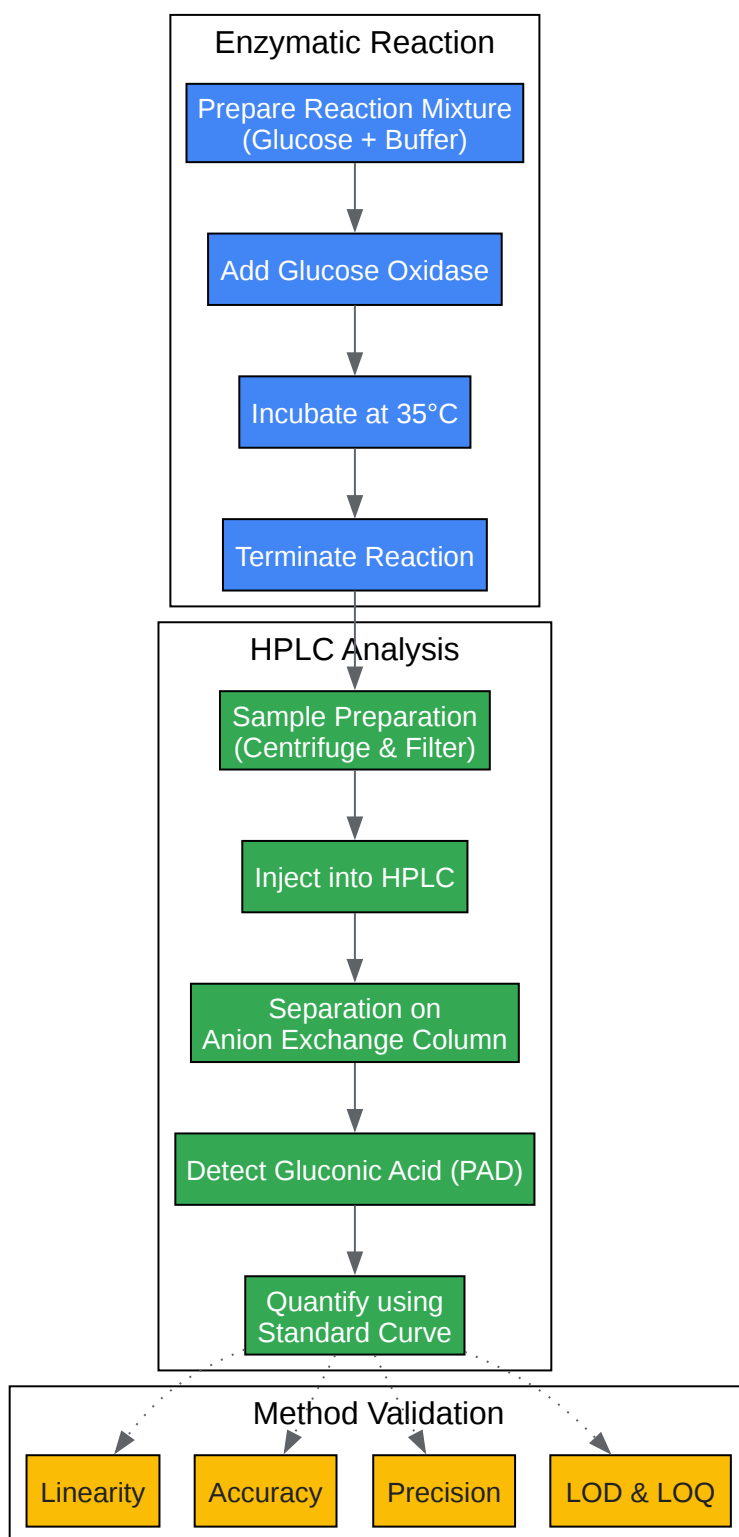 Enzymatic Reaction
Prepare Reaction Mixture
(Glucose + Buffer)
Add Glucose Oxidase
Incubate at 35°C
Terminate Reaction
HPLC Analysis
Sample Preparation
(Centrifuge & Filter)
Inject into HPLC
Separation on
Anion Exchange Column
Detect Gluconic Acid (PAD)
Quantify using
Standard Curve
Method Validation
Linearity
Accuracy
Precision
LOD & LOQ